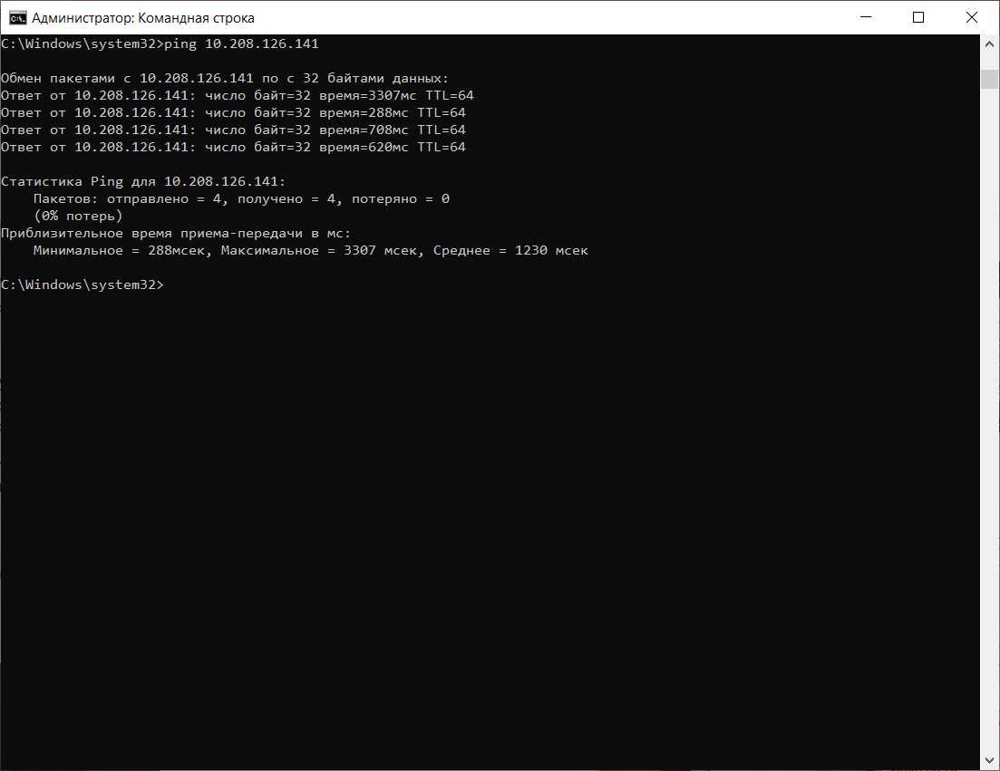 Администратор: Командная строка
C:\Windows\system32>ping 10.208.126.141
Обмен пакетами с 10.208.126.141 по с 32 байтами данных:
Ответ от 10.208.126.141: число байт=32 время=3307мс TTL=64
Ответ от 10.208.126.141: число байт=32 время=288мс TTL=64
Ответ от 10.208.126.141: число байт=32 время=708мс TTL=64
Ответ от 10.208.126.141: число байт=32 время=620мс TTL=64
Статистика Ping для 10.208.126.141:
Пакетов: отправлено = 4, получено = 4, потеряно = 0
(0% потерь)
Приблизительное время приема-передачи в мс:
Минимальное = 288мсек, Максимальное = 3307 мсек, Среднее = 1230 мсек
C:\Windows\system32>